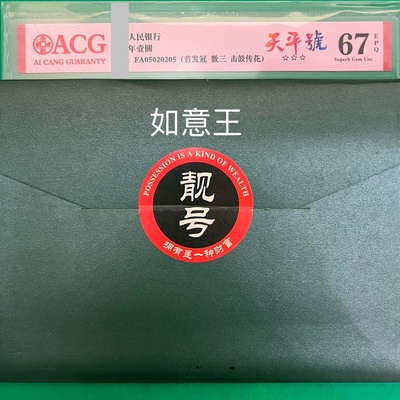 ACG
AI CANG GUARANTY
人民银行
年壹圆
FA05020205（首发冠 数三 击鼓传花）
天平號
☆☆☆
67
EPQ
Superb Gem Unc
如意王
POSSESSION IS A KIND OF WEALTH
靓号
拥有是一种财富